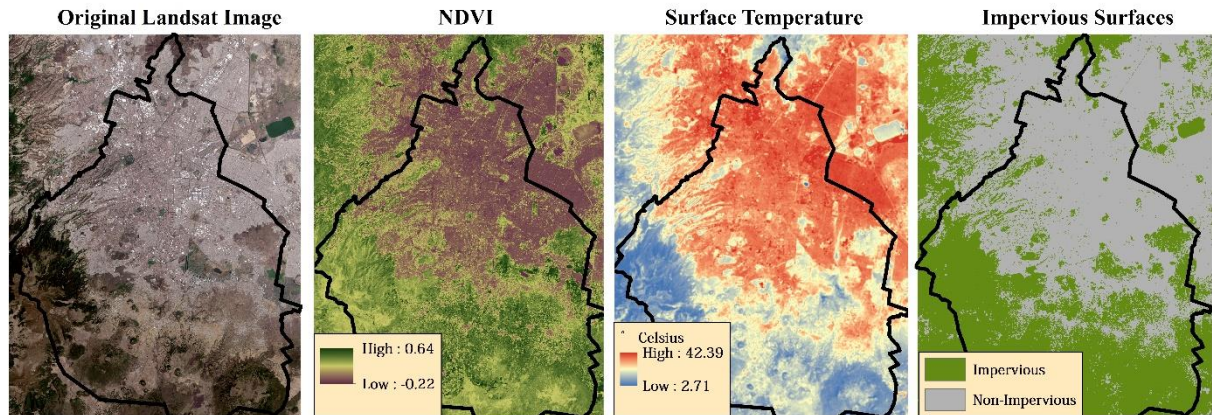 Original Landsat Image
NDVI
Surface Temperature
Impervious Surfaces
High : 0.64
Low : -0.22
° Celsius
High : 42.39
Low : 2.71
Impervious
Non-Impervious